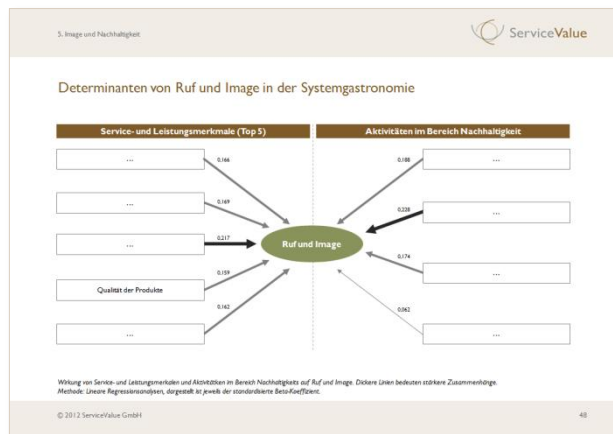 5. Image und Nachhaltigkeit
ServiceValue
Determinanten von Ruf und Image in der Systemgastronomie
Service- und Leistungsmerkmale (Top 5)
Aktivitäten im Bereich Nachhaltigkeit
...
0,166
0,188
...
...
0,169
0,328
...
...
0,217
Ruf und Image
Qualität der Produkte
0,159
0,174
...
...
0,162
0,062
...
Wirkung von Service- und Leistungsmerkmalen und Aktivitäten im Bereich Nachhaltigkeit auf Ruf und Image. Dickere Linien bedeuten stärkere Zusammenhänge.
Methode: Lineare Regressionsanalysen, dargestellt ist jeweils der standardisierte Beta-Koeffizient.
© 2012 ServiceValue GmbH
48